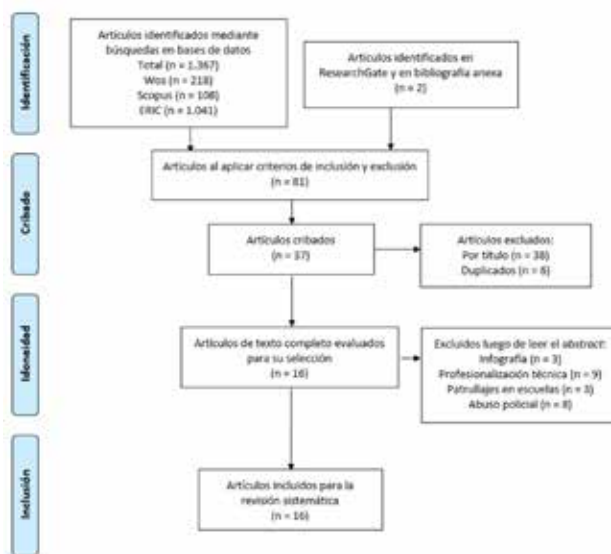 Identificación
Artículos identificados mediante
búsquedas en bases de datos
Total (n = 1.367)
Wos (n = 218)
Scopus (n = 108)
ERIC (n = 1.041)
Artículos identificados en
ResearchGate y en bibliografía anexa
(n = 2)
Cribado
Artículos al aplicar criterios de inclusión y exclusión
(n = 81)
Artículos cribados
(n = 37)
Artículos excluidos:
Por título (n = 38)
Duplicados (n = 6)
Idoneidad
Artículos de texto completo evaluados
para su selección
(n = 16)
Excluidos luego de leer el abstract:
Infografía (n = 3)
Profesionalización técnica (n = 9)
Patrullajes en escuelas (n = 3)
Abuso policial (n = 8)
Inclusión
Artículos incluidos para la
revisión sistemática
(n = 16)